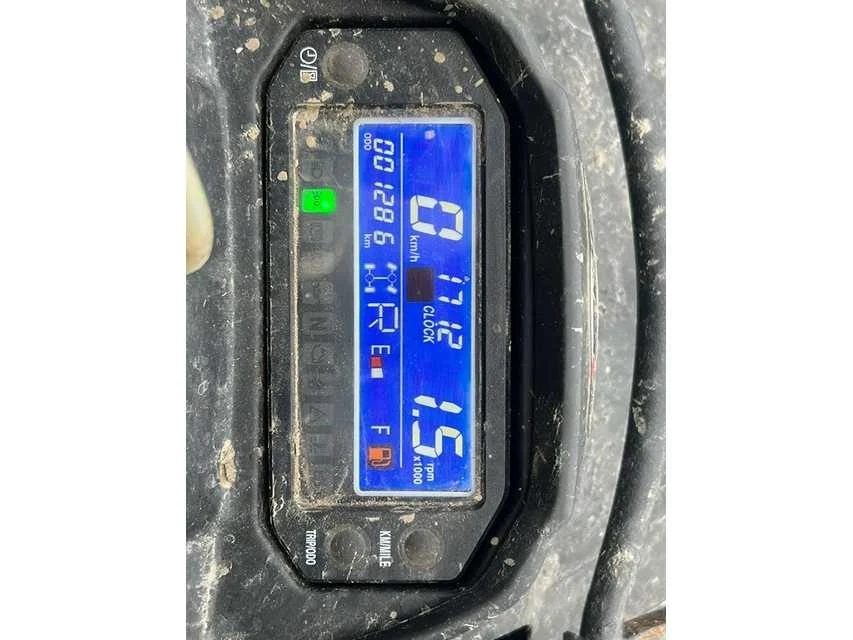 0 km/h
17 12
CLOCK
1.5 rpm
x1000
ODO 001286 km R E F
KM/MILE
TRIP/ODO
N